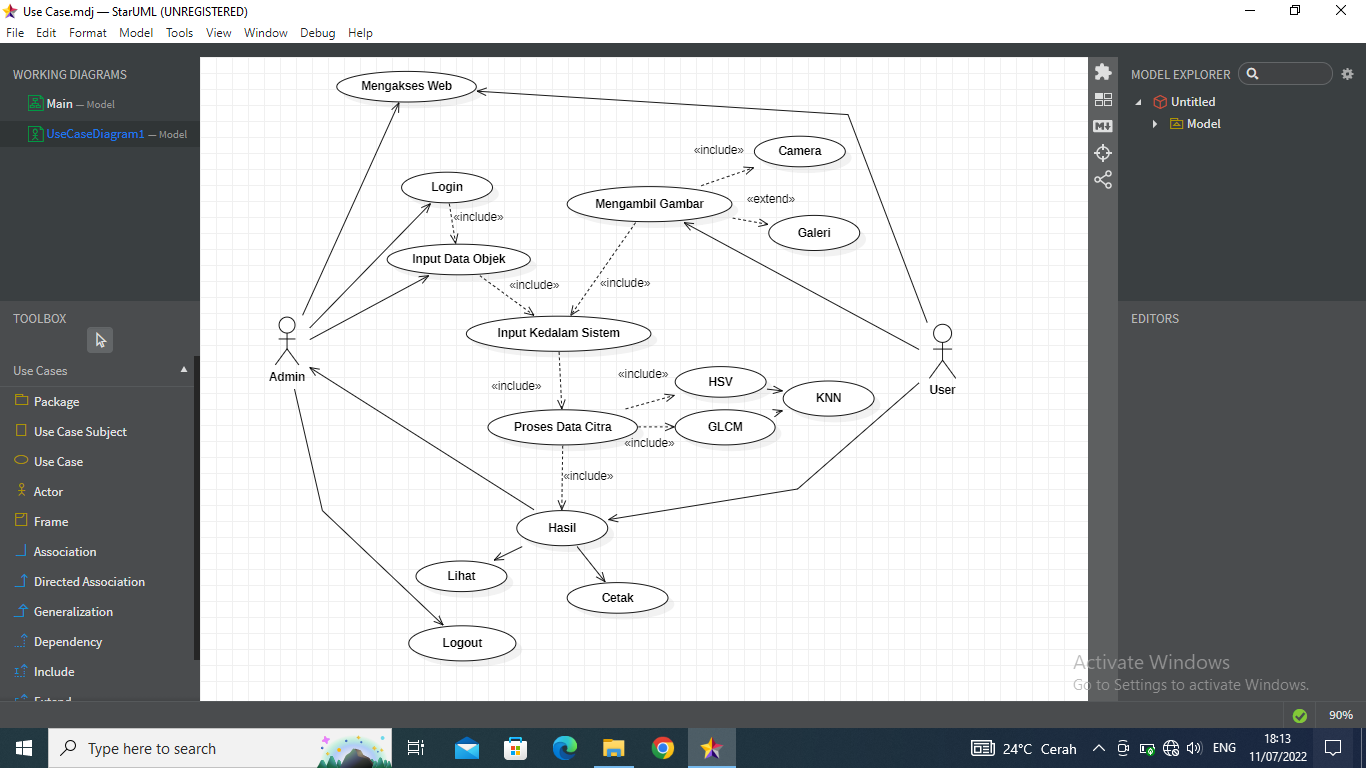 Use Case.mdj — StarUML (UNREGISTERED)
File Edit Format Model Tools View Window Debug Help
WORKING DIAGRAMS
Main — Model
UseCaseDiagram1 — Model
TOOLBOX
Use Cases
Package
Use Case Subject
Use Case
Actor
Frame
Association
Directed Association
Generalization
Dependency
Include
Extend
Mengakses Web
Camera
«include»
Login
Mengambil Gambar
«extend»
«include»
Galeri
Input Data Objek
«include»
«include»
Input Kedalam Sistem
Admin
User
«include»
«include»
HSV
KNN
Proses Data Citra
GLCM
«include»
«include»
Hasil
Lihat
Cetak
Logout
MODEL EXPLORER
Untitled
Model
EDITORS
Activate Windows
Go to Settings to activate Windows.
90%
Type here to search
24°C Cerah
ENG
18:13
11/07/2022